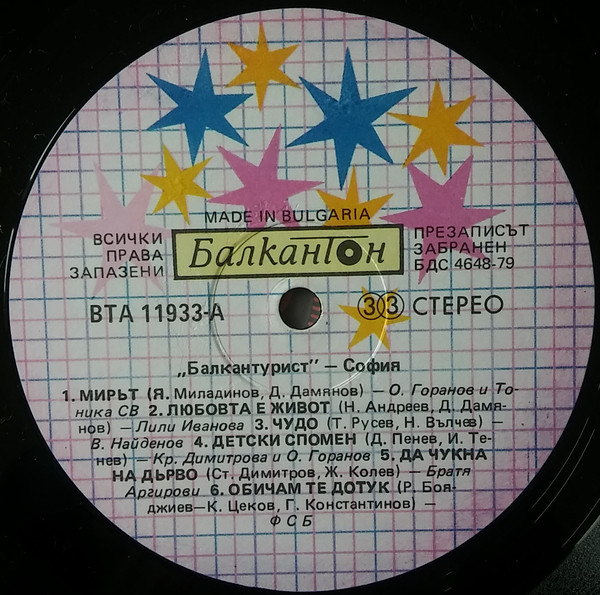 MADE IN BULGARIA
ВСИЧКИ
ПРАВА
ЗАПАЗЕНИ
Балкантон
ПРЕЗАПИСЪТ
ЗАБРАНЕН
БДС 4648-79
ВТА 11933-А
33 СТЕРЕО
„Балкантурист" — София
1. МИРЪТ (Я. Миладинов, Д. Дамянов) — О. Горанов и То-
ника СВ 2. ЛЮБОВТА Е ЖИВОТ (Н. Андреев, Д. Дамя-
нов) — Лили Иванова 3. ЧУДО (Т. Русев, Н. Вълчев) —
В. Найденов 4. ДЕТСКИ СПОМЕН (Д. Пенев, И. Те-
нев) — Кр. Димитрова и О. Горанов 5. ДА ЧУКНА
НА ДЪРВО (Ст. Димитров, Ж. Колев) — Братя
Аргирови 6. ОБИЧАМ ТЕ ДОТУК (Р. Боя-
джиев—К. Цеков, Г. Константинов) —
ФСБ